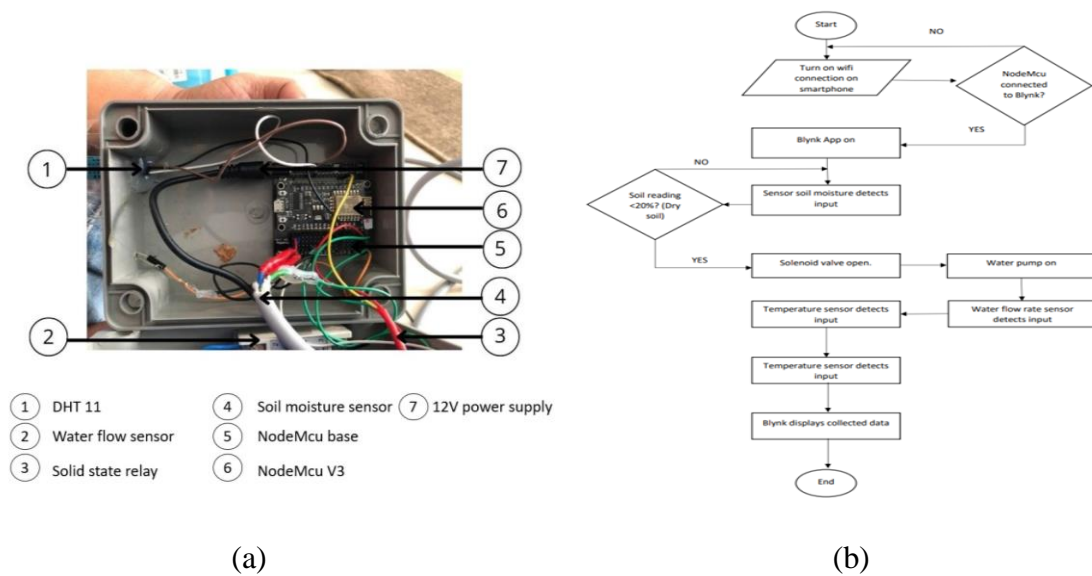 1
2
7
6
5
4
3
1 DHT 11
2 Water flow sensor
3 Solid state relay
4 Soil moisture sensor
5 NodeMcu base
6 NodeMcu V3
7 12V power supply
(a)
Start
NO
Turn on wifi
connection on
smartphone
NodeMcu
connected
to Blynk?
YES
Blynk App on
NO
Soil reading
<20%? (Dry
soil)
Sensor soil moisture detects
input
YES
Solenoid valve open.
Water pump on
Temperature sensor detects
input
Water flow rate sensor
detects input
Temperature sensor detects
input
Blynk displays collected data
End
(b)